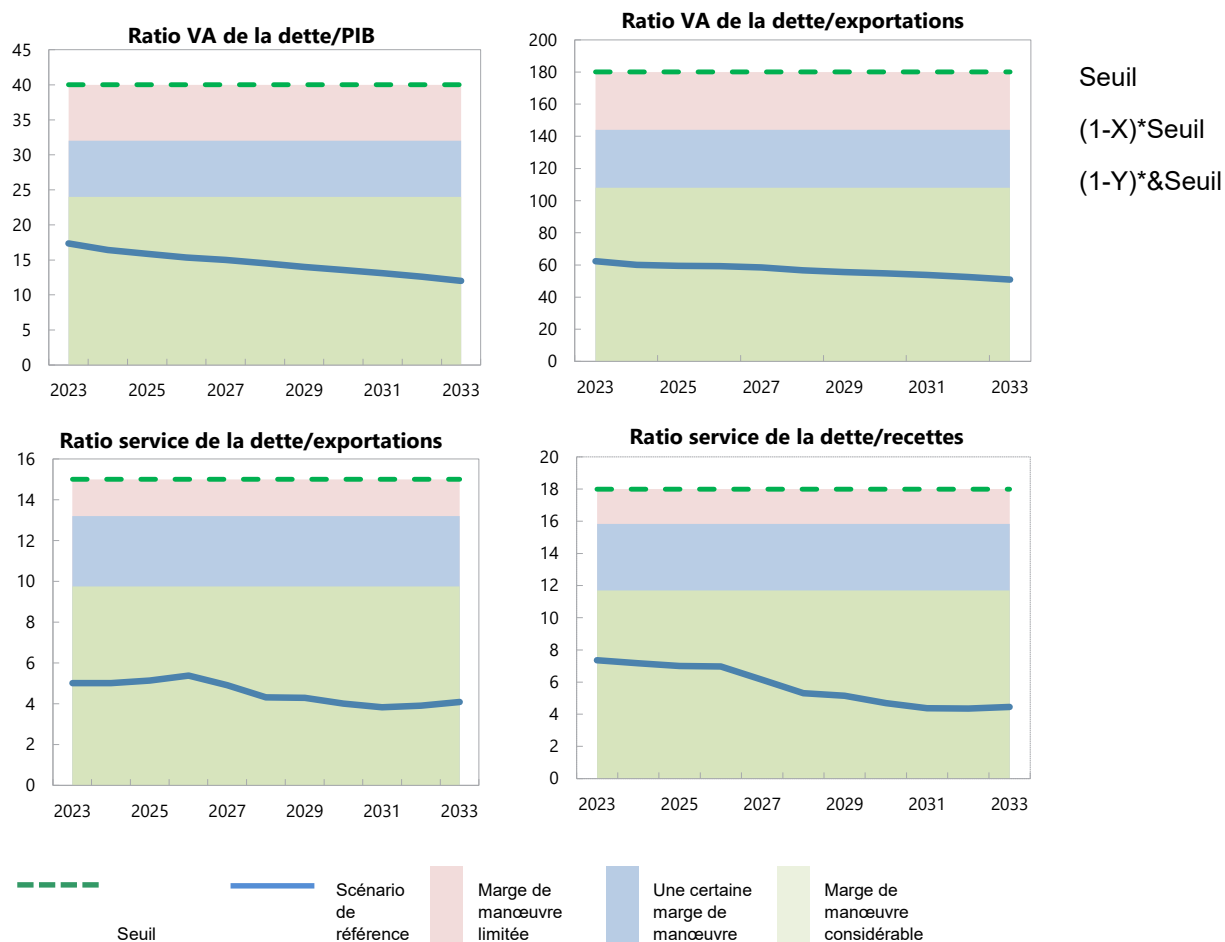 Ratio VA de la dette/PIB
45
40
35
30
25
20
15
10
5
0
2023 2025 2027 2029 2031 2033
Ratio VA de la dette/exportations
200
180
160
140
120
100
80
60
40
20
0
2023 2025 2027 2029 2031 2033
Seuil
(1-X)*Seuil
(1-Y)*&Seuil
Ratio service de la dette/exportations
16
14
12
10
8
6
4
2
0
2023 2025 2027 2029 2031 2033
Ratio service de la dette/recettes
20
18
16
14
12
10
8
6
4
2
0
2023 2025 2027 2029 2031 2033
Seuil
Scénario
de
référence
Marge de
manœuvre
limitée
Une certaine
marge de
manœuvre
Marge de
manœuvre
considérable